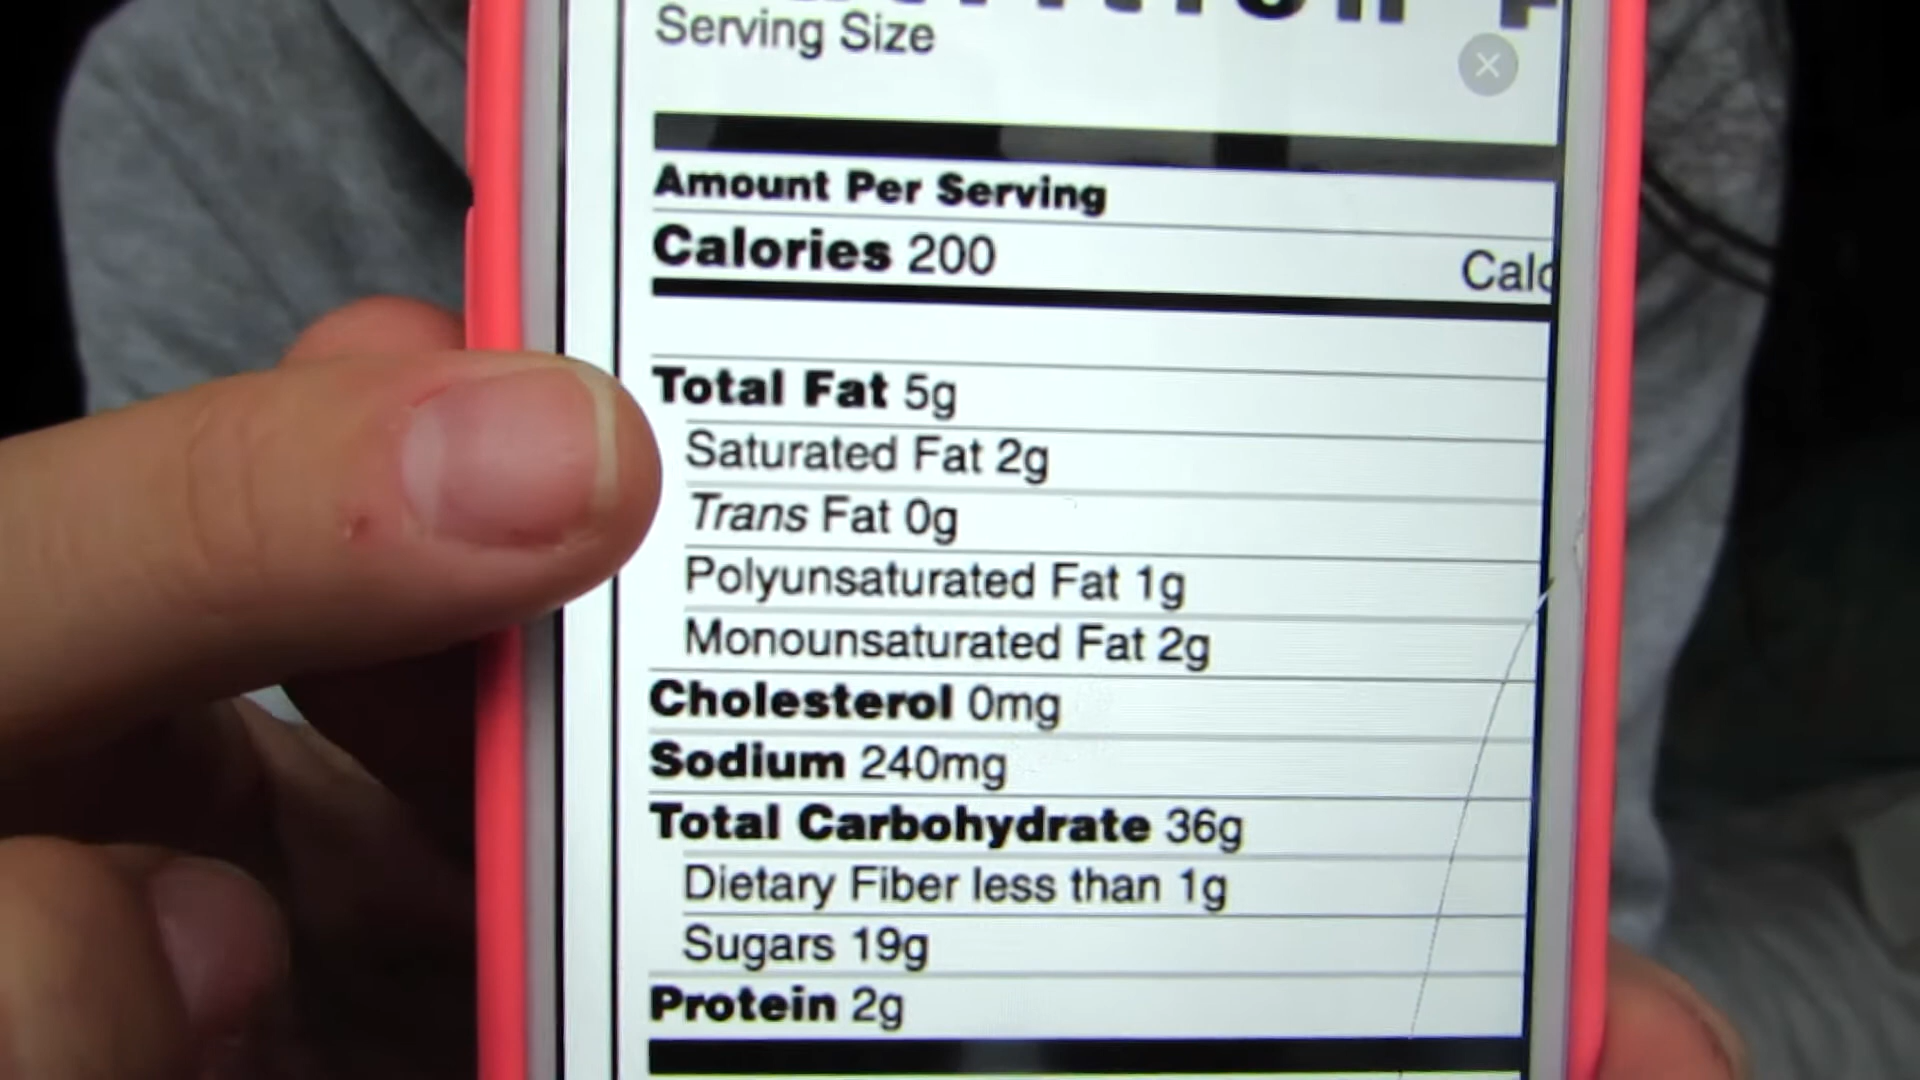 Serving Size
Amount Per Serving
Calories 200
Total Fat 5g
Saturated Fat 2g
Trans Fat 0g
Polyunsaturated Fat 1g
Monounsaturated Fat 2g
Cholesterol 0mg
Sodium 240mg
Total Carbohydrate 36g
Dietary Fiber less than 1g
Sugars 19g
Protein 2g